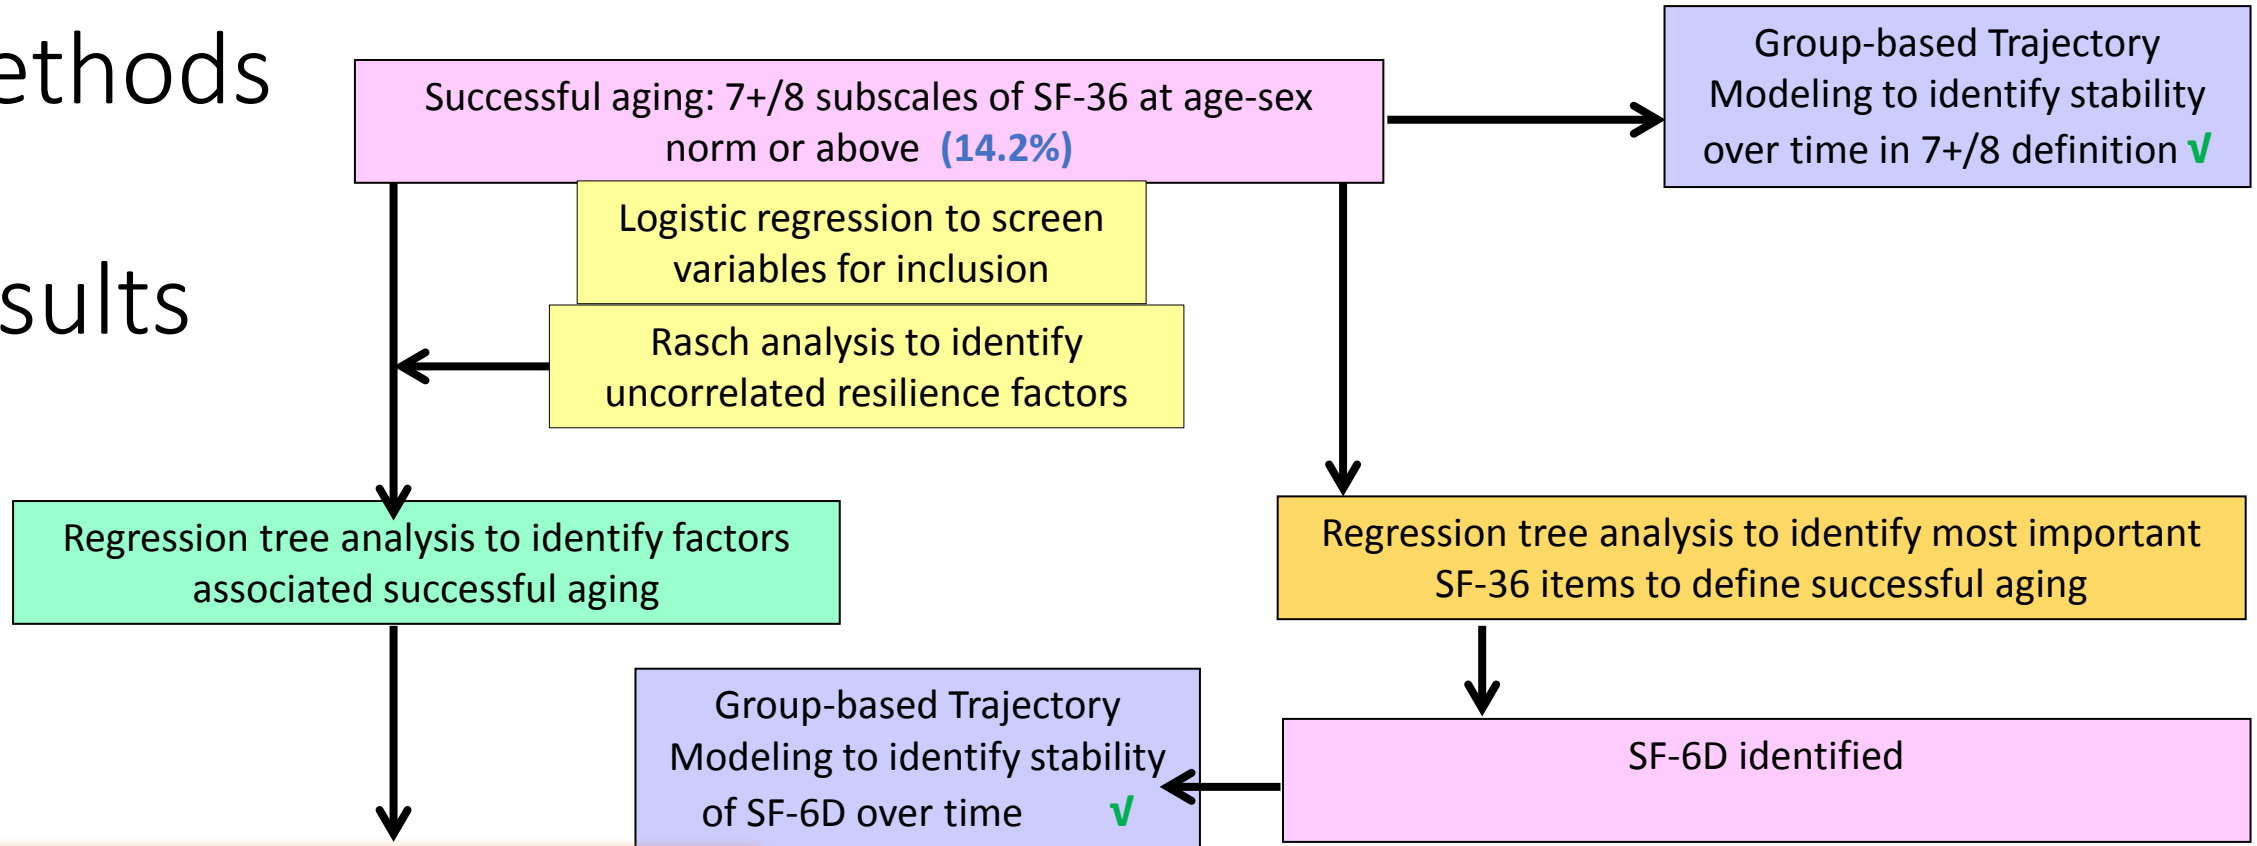 ethods
sults
Successful aging: 7+/8 subscales of SF-36 at age-sex
norm or above (14.2%)
Group-based Trajectory
Modeling to identify stability
over time in 7+/8 definition √
Logistic regression to screen
variables for inclusion
Rasch analysis to identify
uncorrelated resilience factors
Regression tree analysis to identify factors
associated successful aging
Regression tree analysis to identify most important
SF-36 items to define successful aging
Group-based Trajectory
Modeling to identify stability
of SF-6D over time √
SF-6D identified